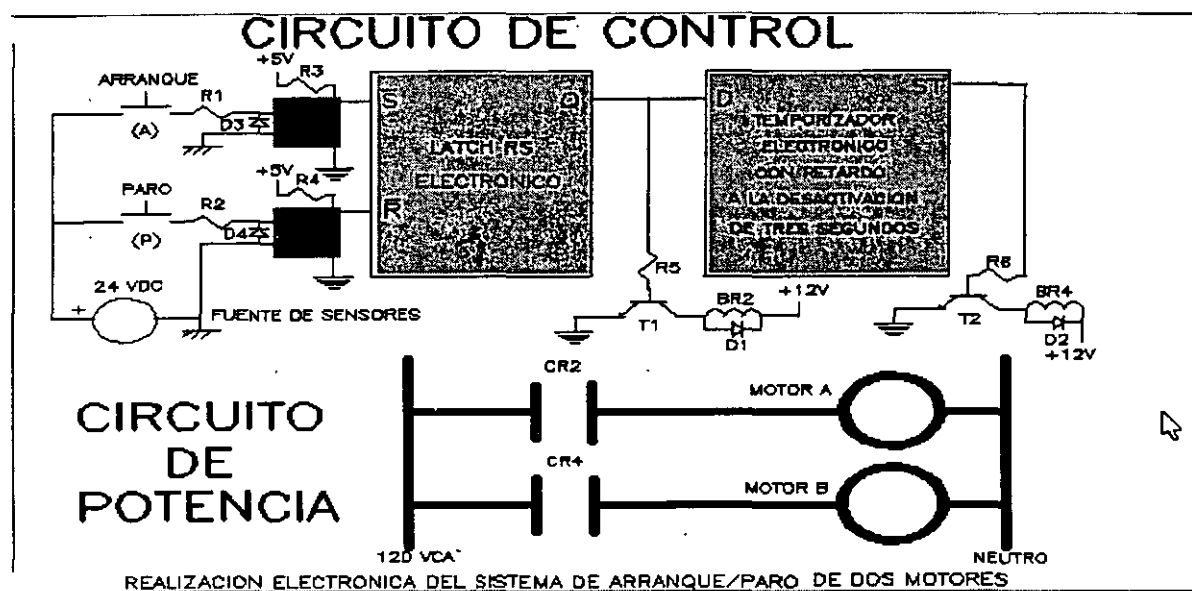 CIRCUITO DE CONTROL
+5V
R3
ARRANQUE
R1
(A)
D3
S
Q
D
ST
LATCH RS
ELECTRONICO
TEMPORIZADOR
ELECTRONICO
CON RETARDO
A LA DESACTIVACION
DE TRES SEGUNDOS
+5V
R4
PARO
R2
(P)
D4
R
24 VDC
+
FUENTE DE SENSORES
R5
T1
BR2
+12V
D1
R6
T2
BR4
D2
+12V
CIRCUITO
DE
POTENCIA
CR2
MOTOR A
CR4
MOTOR B
120 VCA
NEUTRO
REALIZACION ELECTRONICA DEL SISTEMA DE ARRANQUE/PARO DE DOS MOTORES